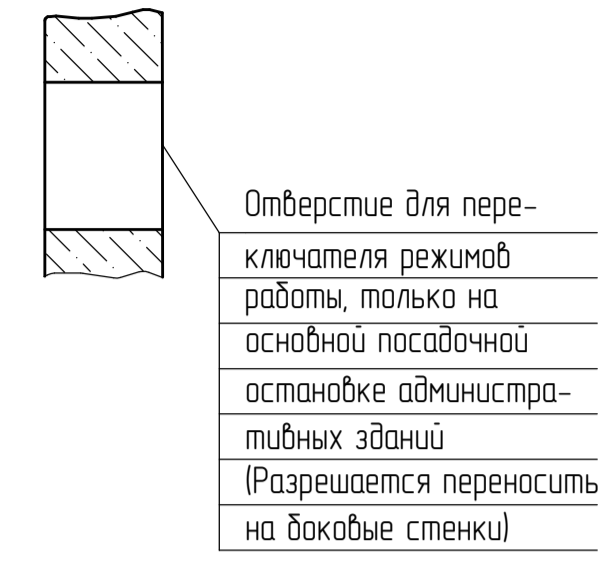 Отверстие для пере-
ключателя режимов
работы, только на
основной посадочной
остановке администра-
тивных зданий
(Разрешается переносить
на боковые стенки)